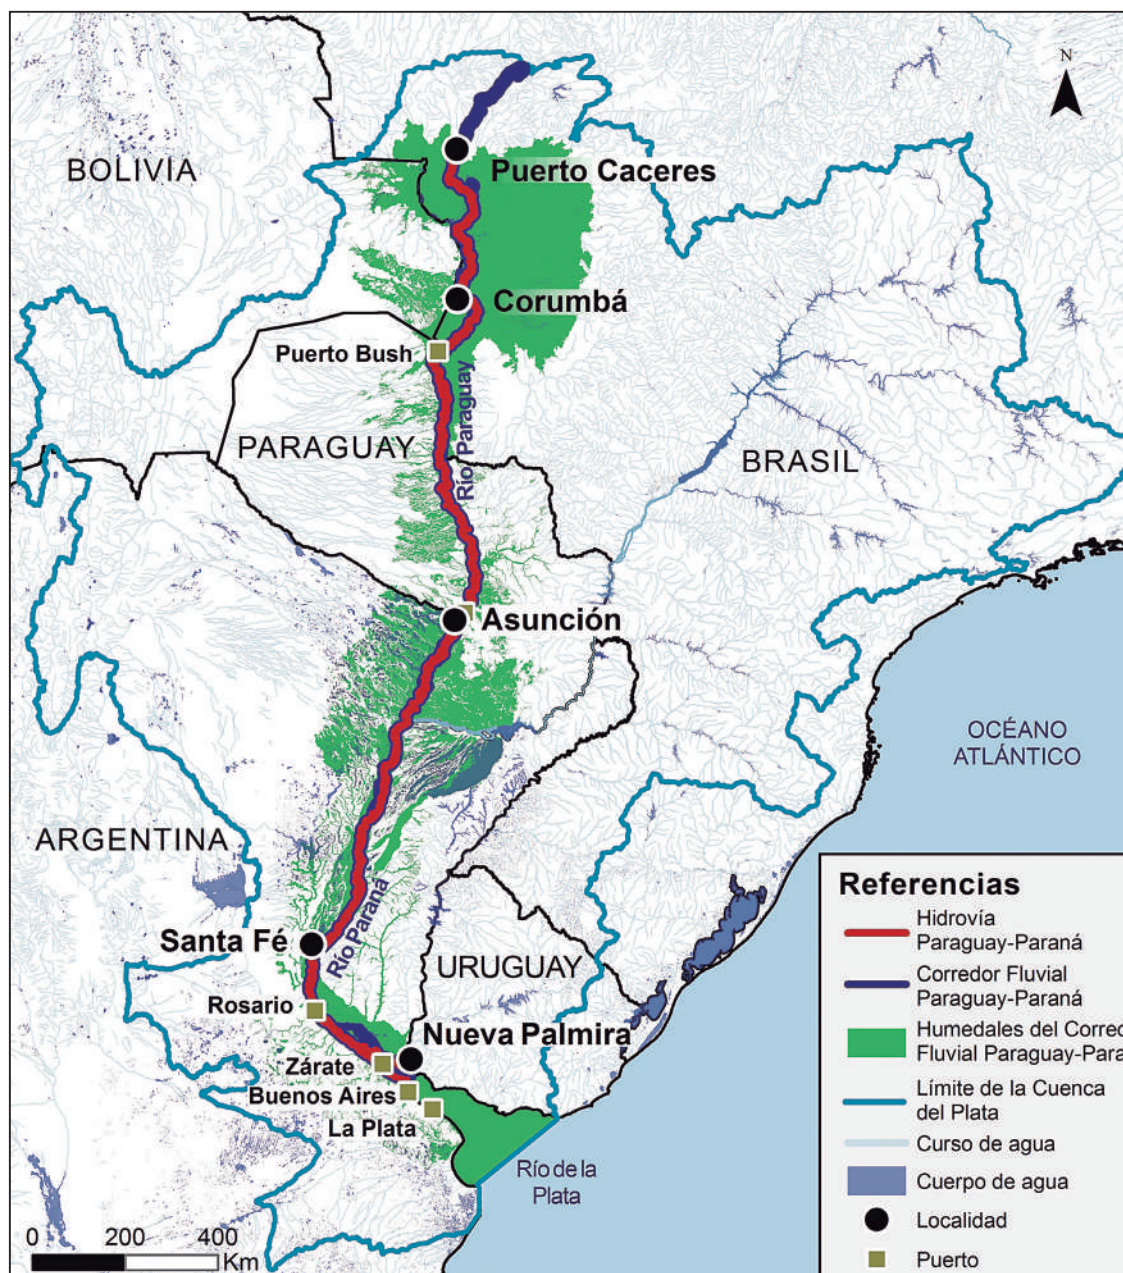 N
BOLIVIA
Puerto Caceres
Corumbá
Puerto Bush
Río Paraguay
PARAGUAY
BRASIL
Asunción
OCÉANO
ATLÁNTICO
ARGENTINA
Río Paraná
Santa Fé
URUGUAY
Rosario
Nueva Palmira
Zárate
Buenos Aires
La Plata
Río de la
Plata
0 200 400
Km
Referencias
Hidrovía
Paraguay-Paraná
Corredor Fluvial
Paraguay-Paraná
Humedales del Corred
Fluvial Paraguay-Para
Límite de la Cuenca
del Plata
Curso de agua
Cuerpo de agua
Localidad
Puerto